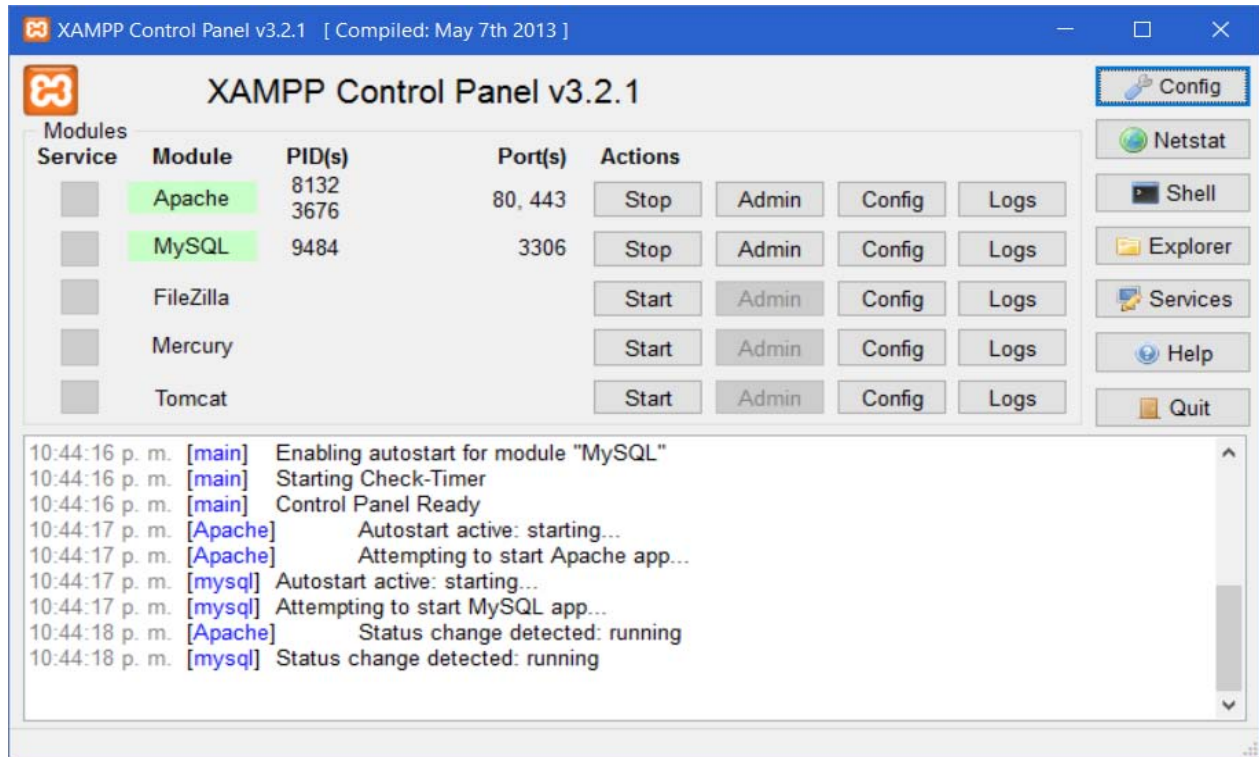 XAMPP Control Panel v3.2.1 [ Compiled: May 7th 2013 ]
XAMPP Control Panel v3.2.1
Config
Netstat
Shell
Explorer
Services
Help
Quit
Modules
Service Module PID(s) Port(s) Actions
Apache 8132 3676 80, 443 Stop Admin Config Logs
MySQL 9484 3306 Stop Admin Config Logs
FileZilla Start Admin Config Logs
Mercury Start Admin Config Logs
Tomcat Start Admin Config Logs
10:44:16 p. m. [main] Enabling autostart for module "MySQL"
10:44:16 p. m. [main] Starting Check-Timer
10:44:16 p. m. [main] Control Panel Ready
10:44:17 p. m. [Apache] Autostart active: starting...
10:44:17 p. m. [Apache] Attempting to start Apache app...
10:44:17 p. m. [mysql] Autostart active: starting...
10:44:17 p. m. [mysql] Attempting to start MySQL app...
10:44:18 p. m. [Apache] Status change detected: running
10:44:18 p. m. [mysql] Status change detected: running